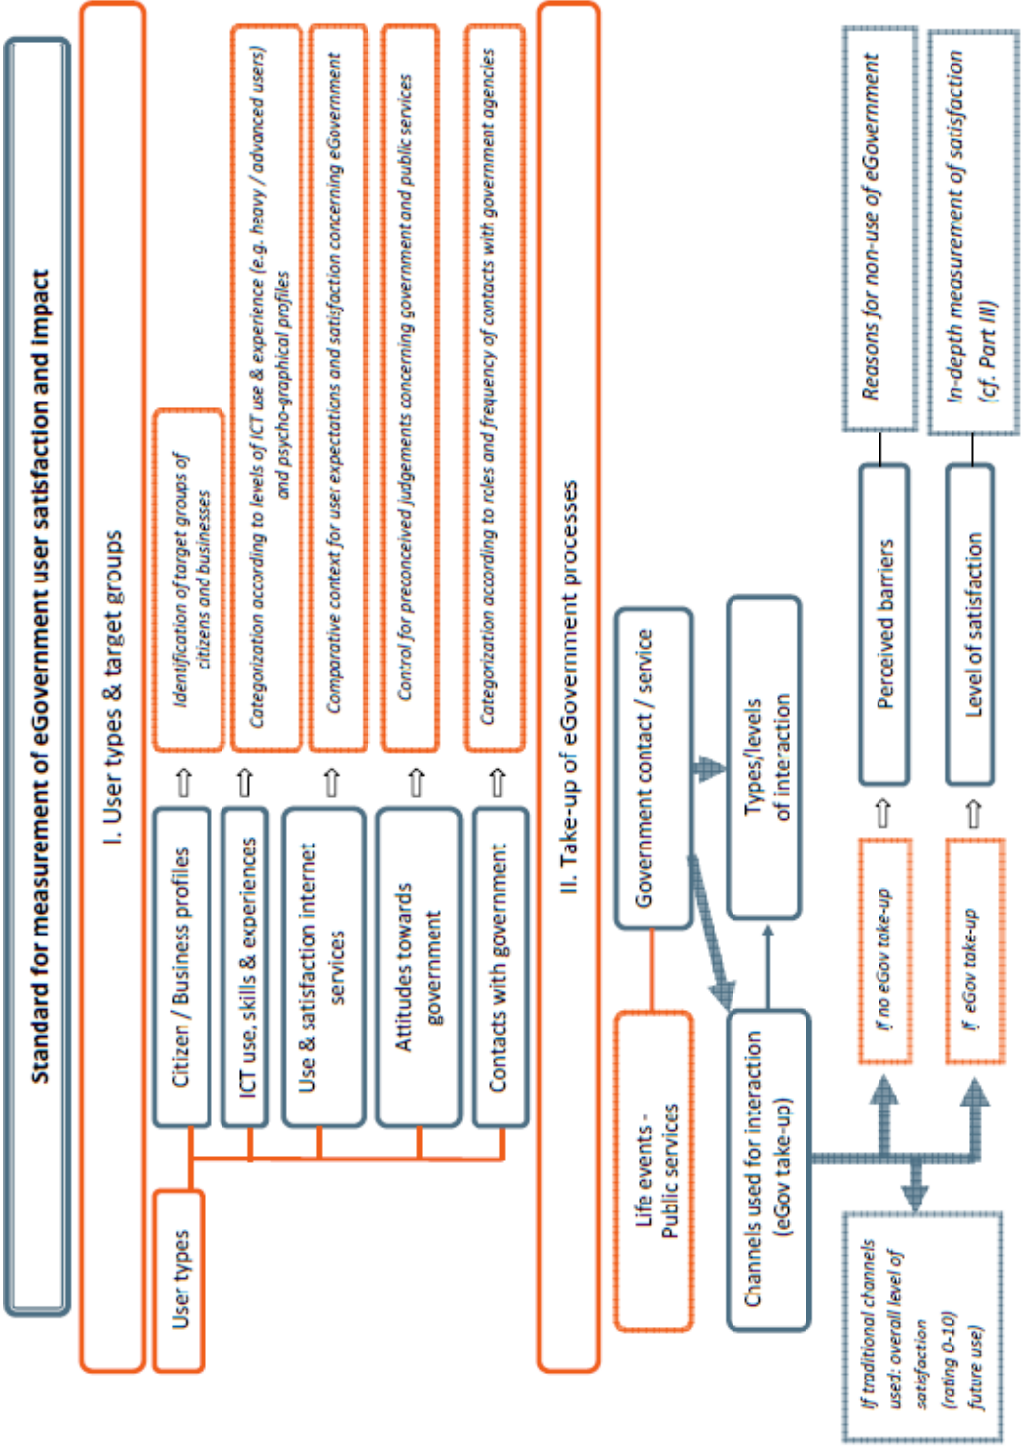 Standard for measurement of eGovernment user satisfaction and impact
I. User types & target groups
User types
Citizen / Business profiles
Identification of target groups of
citizens and businesses
ICT use, skills & experiences
Categorization according to levels of ICT use & experience (e.g. heavy / advanced users)
and psycho-graphical profiles
Use & satisfaction internet
services
Comparative context for user expectations and satisfaction concerning eGovernment
Attitudes towards
government
Control for preconceived judgements concerning government and public services
Contacts with government
Categorization according to roles and frequency of contacts with government agencies
II. Take-up of eGovernment processes
Life events -
Public services
Government contact / service
Channels used for interaction
(eGov take-up)
Types/levels
of interaction
If traditional channels
used: overall level of
satisfaction
(rating 0-10)
future use)
if no eGov take-up
Perceived barriers
Reasons for non-use of eGovernment
if eGov take-up
Level of satisfaction
In-depth measurement of satisfaction
(cf. Part III)